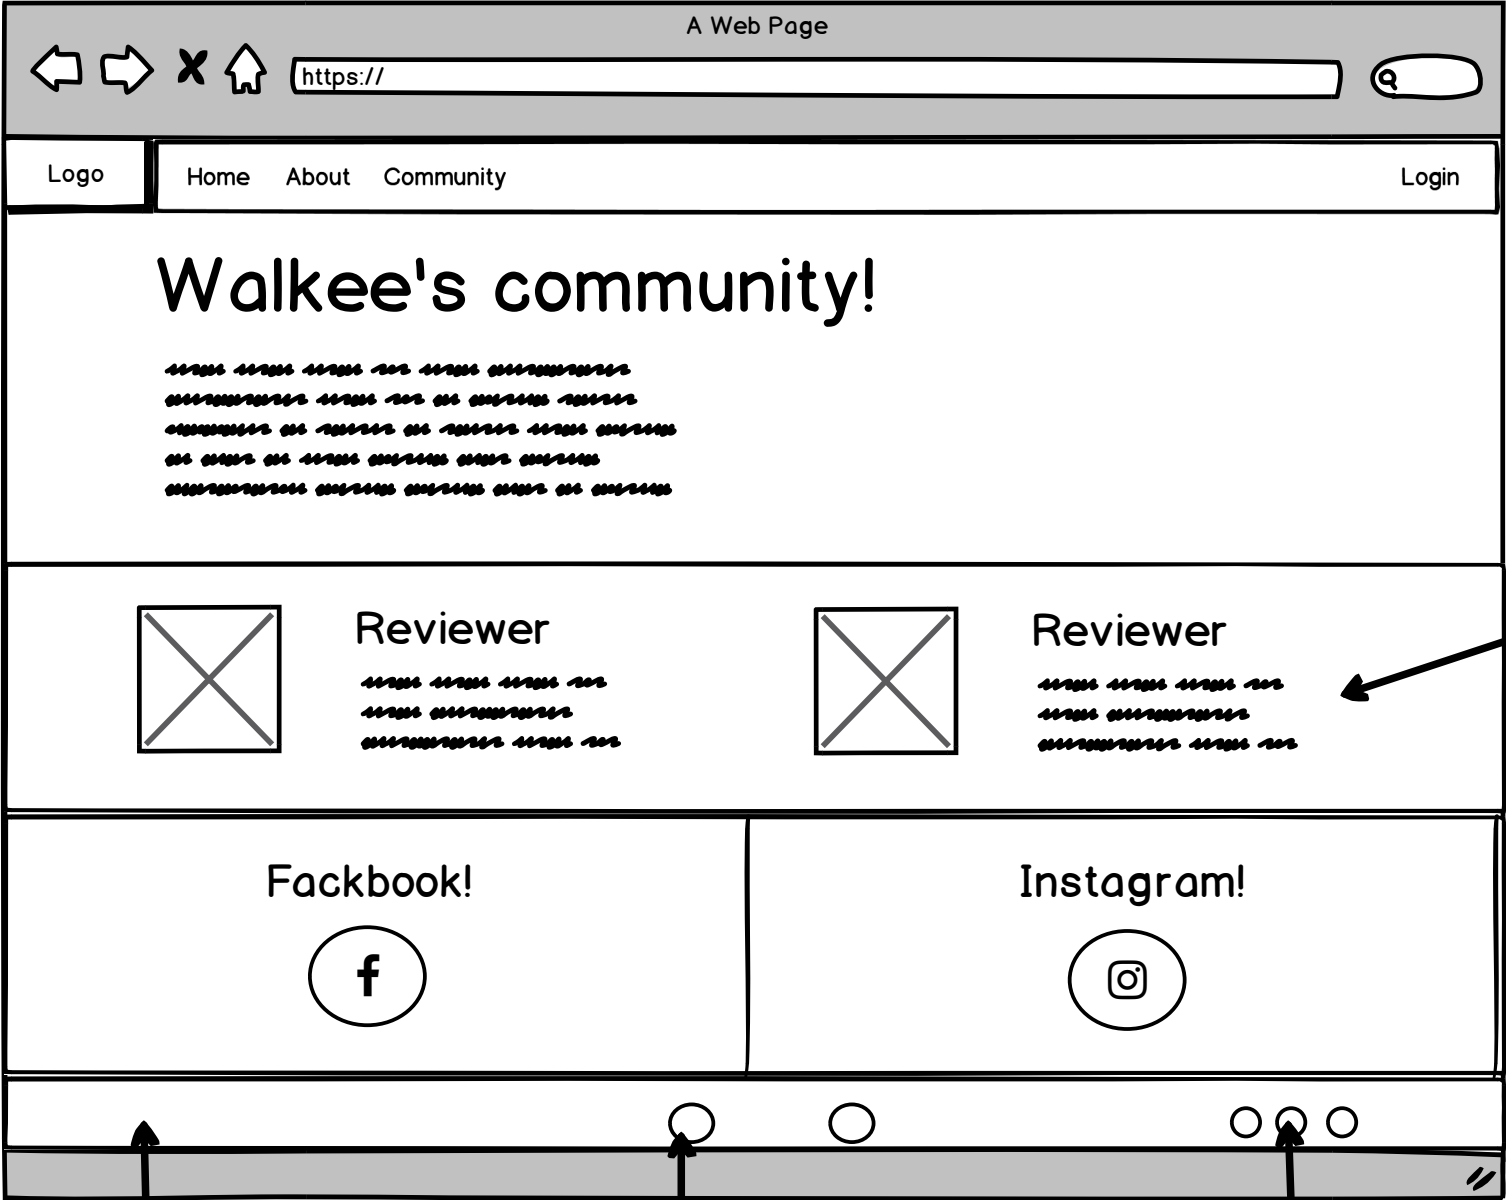 A Web Page
https://
Logo
Home About Community Login
Walkee's community!
Reviewer
Reviewer
Fackbook!
Instagram!